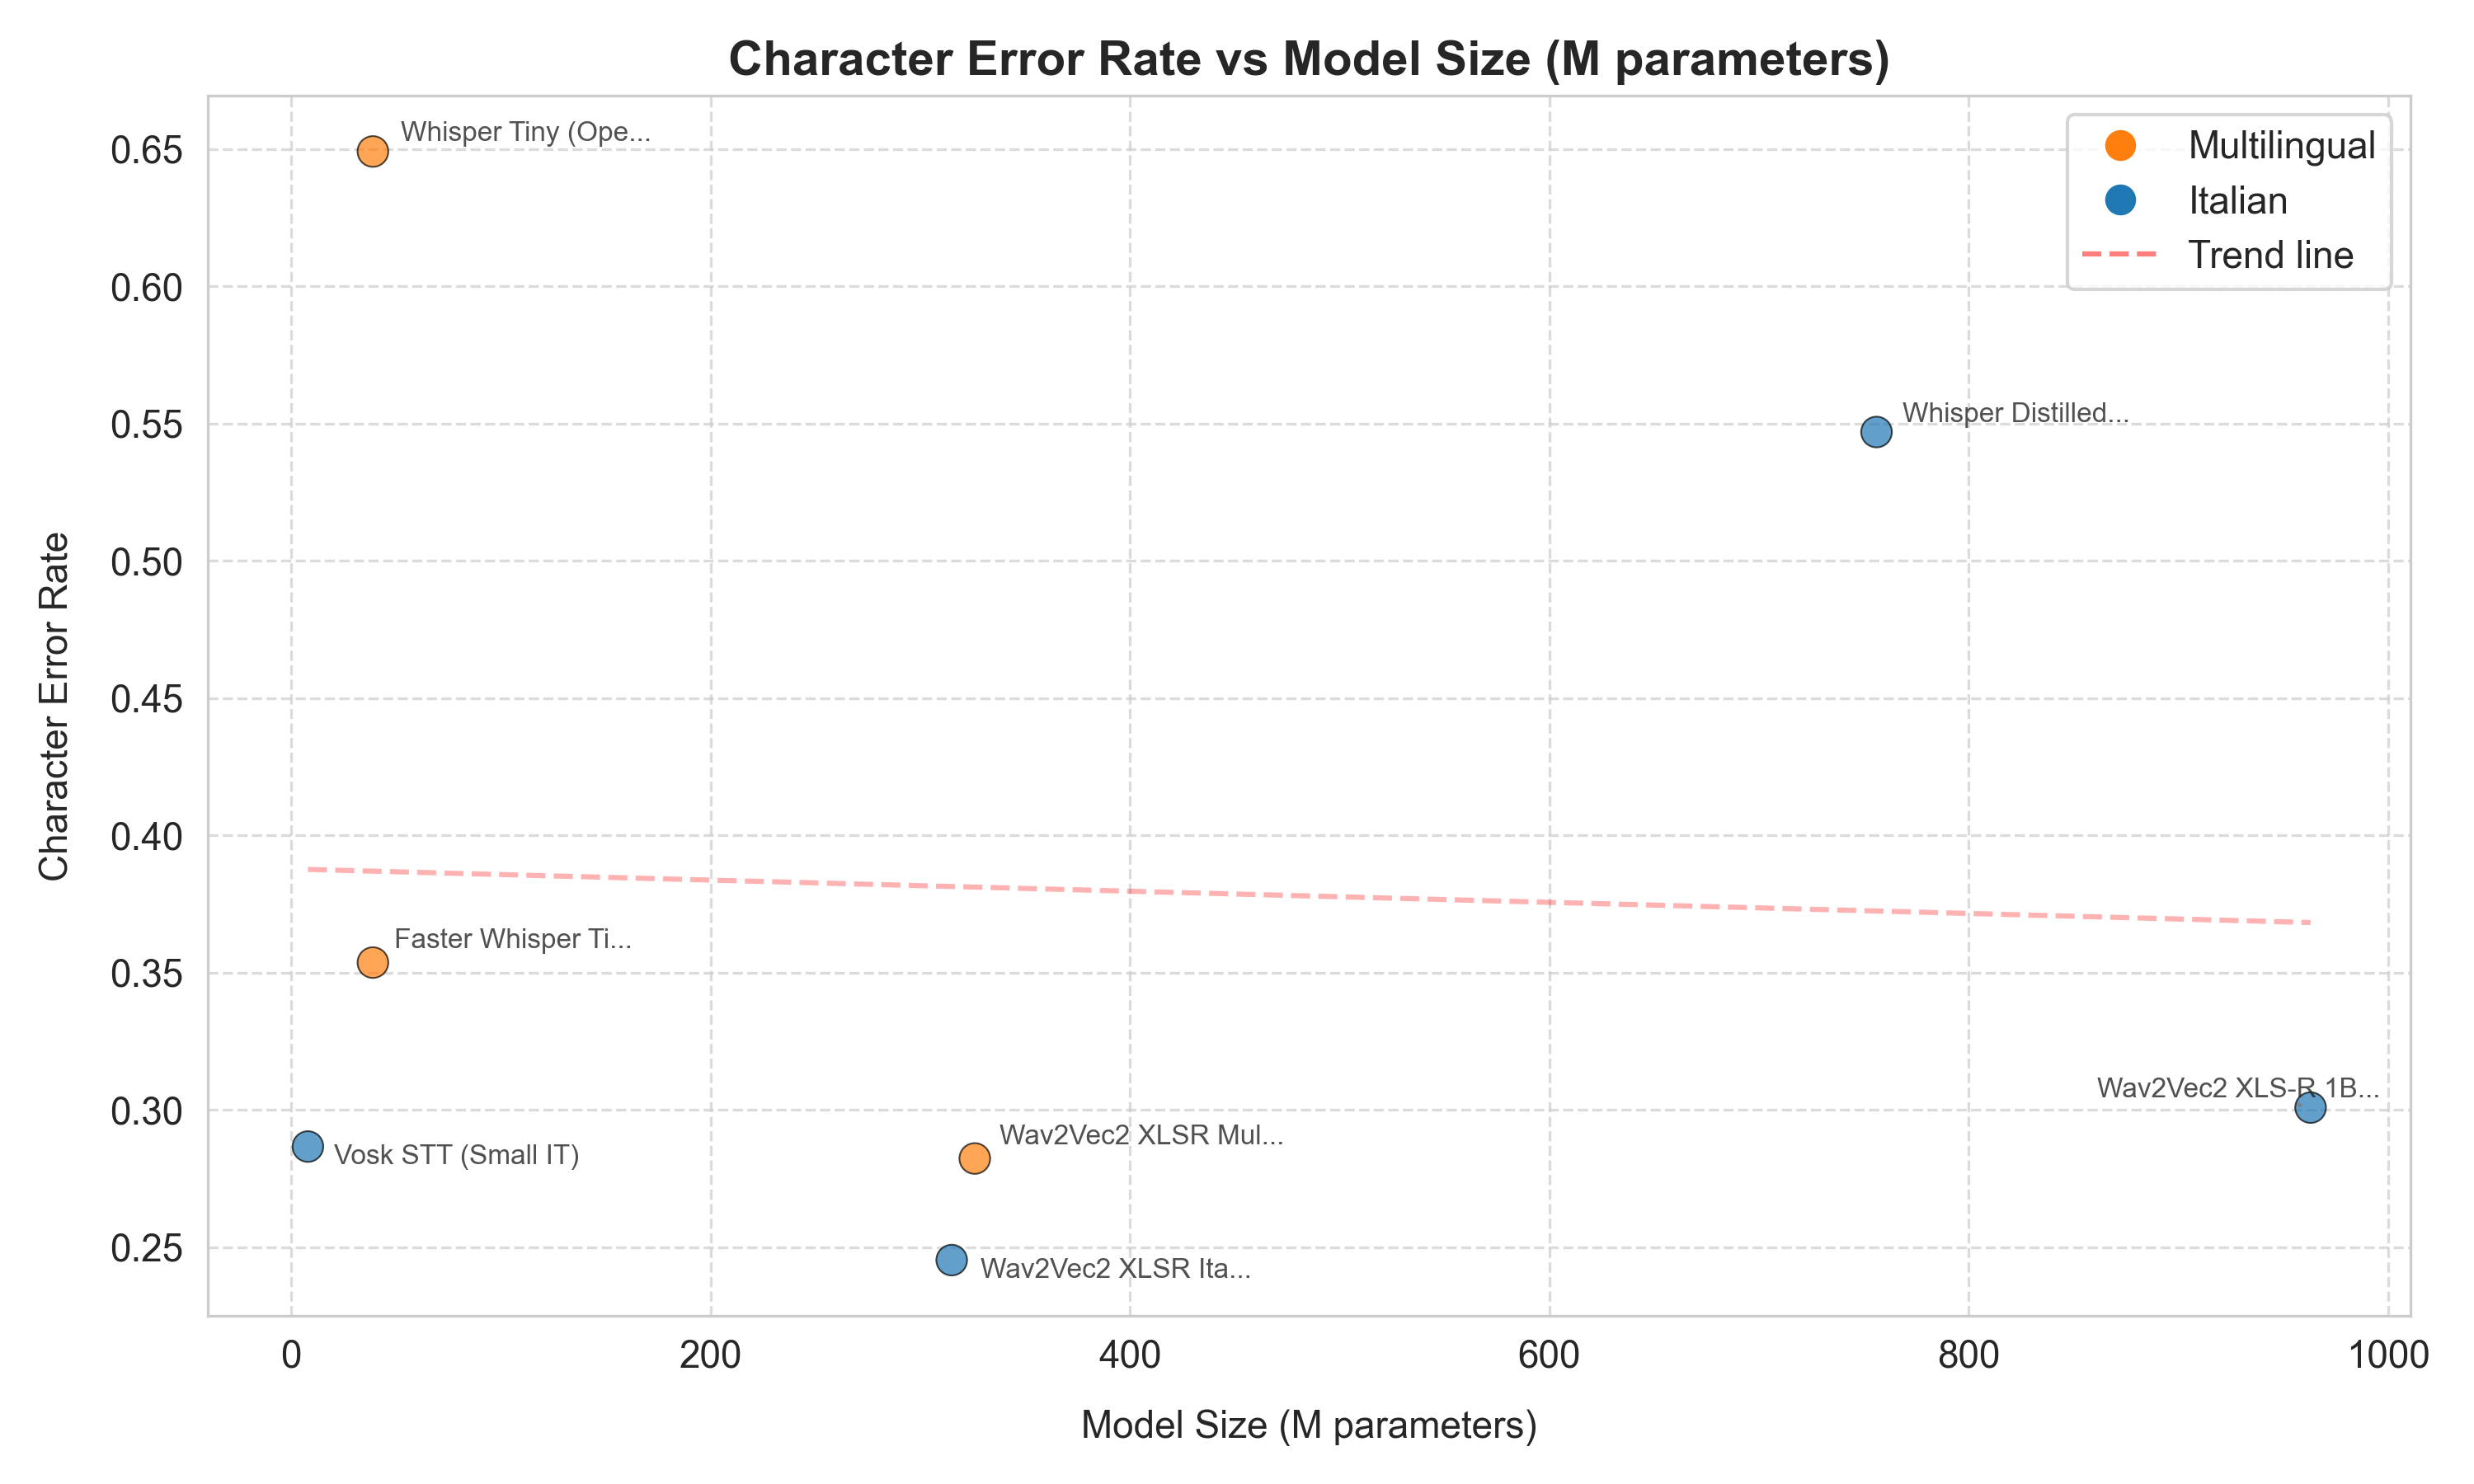 Character Error Rate vs Model Size (M parameters)
Multilingual
Italian
Trend line
Whisper Tiny (Ope...
Whisper Distilled...
Faster Whisper Ti...
Wav2Vec2 XLS-R 1B...
Wav2Vec2 XLSR Mul...
Vosk STT (Small IT)
Wav2Vec2 XLSR Ita...
Character Error Rate
0.65
0.60
0.55
0.50
0.45
0.40
0.35
0.30
0.25
0 200 400 600 800 1000
Model Size (M parameters)